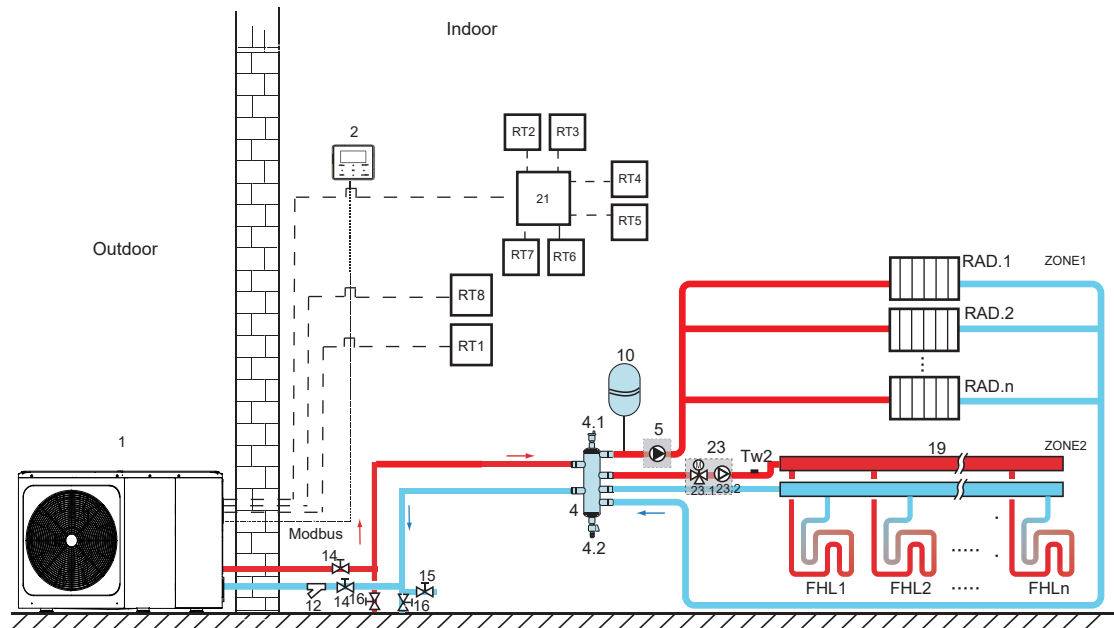 Indoor
2
RT2
RT3
RT4
21
RT5
RT7
RT6
Outdoor
RT8
RT1
RAD.1
ZONE1
RAD.2
RAD.n
10
4.1
5
23
Tw2
19
ZONE2
23.1
23.2
4
4.2
1
Modbus
14
15
12
14
16
16
FHL1
FHL2
FHLn